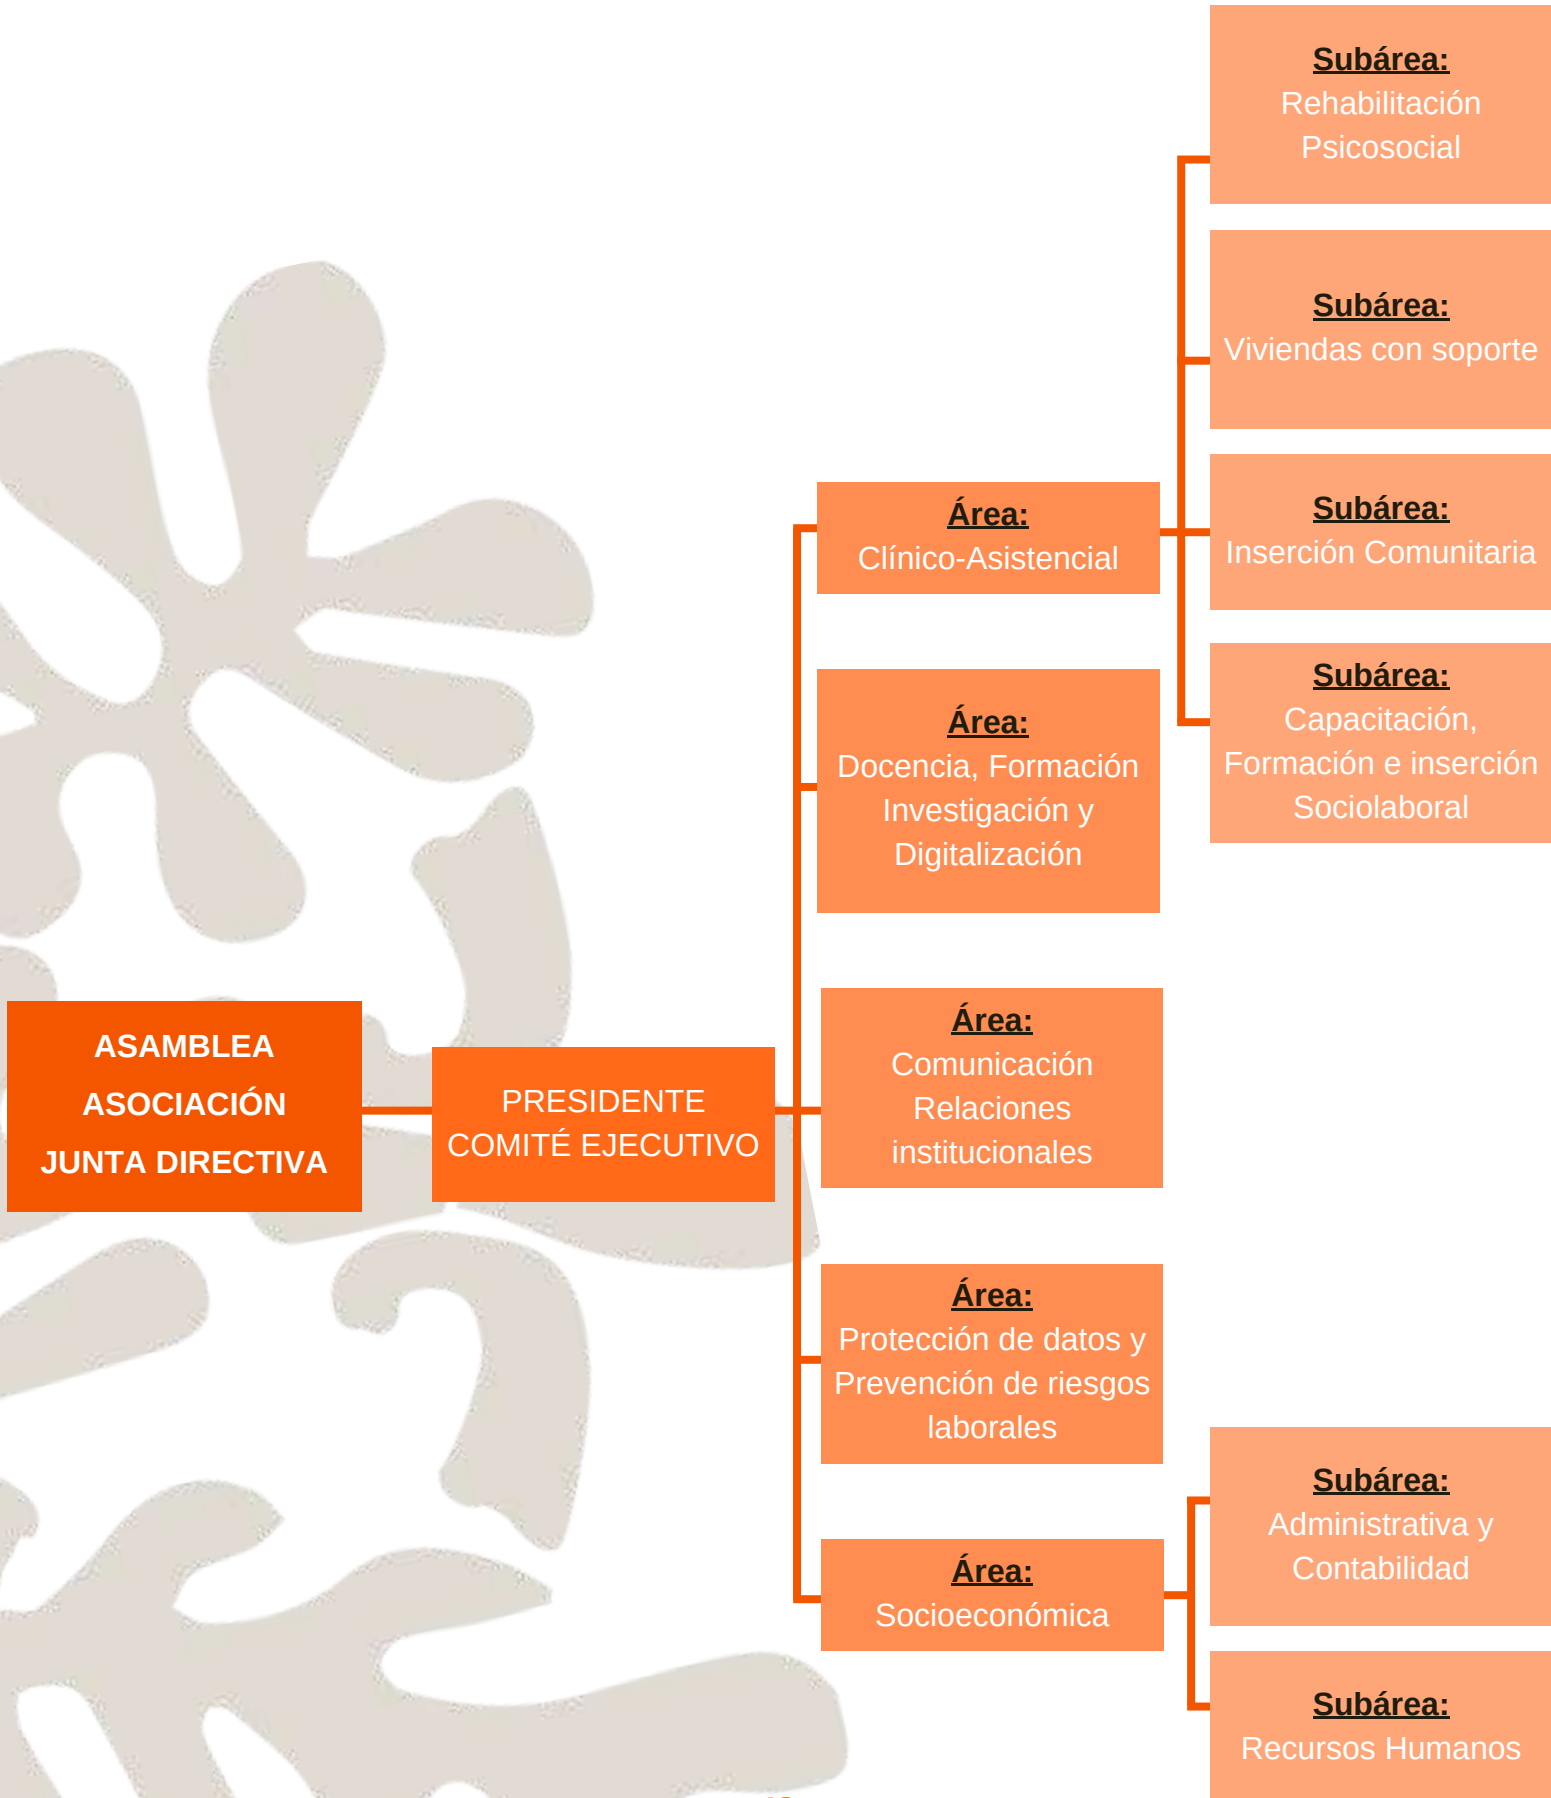 ASAMBLEA
ASOCIACIÓN
JUNTA DIRECTIVA
PRESIDENTE
COMITÉ EJECUTIVO
Área:
Clínico-Asistencial
Subárea:
Rehabilitación
Psicosocial
Subárea:
Viviendas con soporte
Subárea:
Inserción Comunitaria
Subárea:
Capacitación,
Formación e inserción
Sociolaboral
Área:
Docencia, Formación
Investigación y
Digitalización
Área:
Comunicación
Relaciones
institucionales
Área:
Protección de datos y
Prevención de riesgos
laborales
Área:
Socioeconómica
Subárea:
Administrativa y
Contabilidad
Subárea:
Recursos Humanos